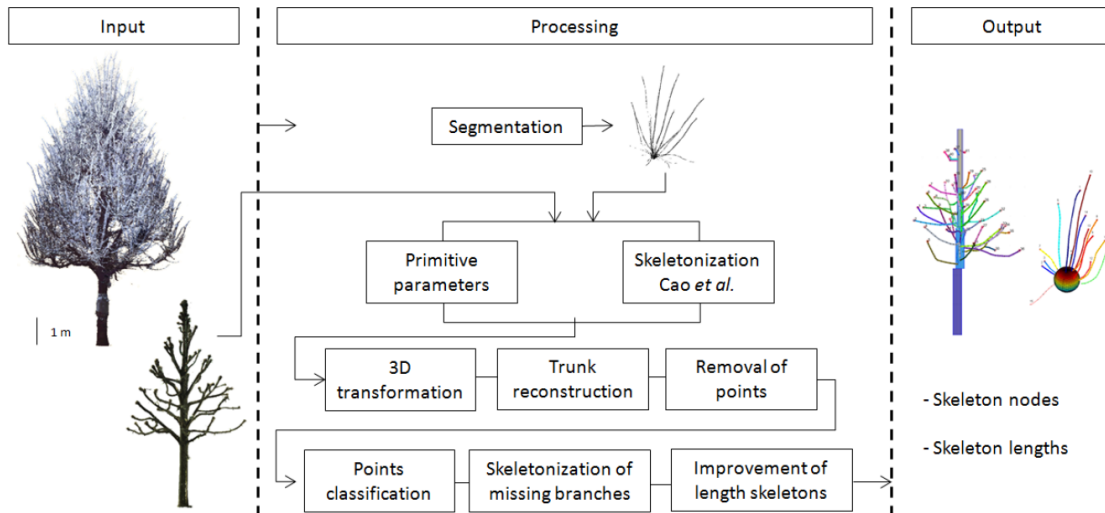 Input
Processing
Output
Segmentation
Primitive
parameters
Skeletonization
Cao et al.
1 m
3D
transformation
Trunk
reconstruction
Removal of
points
- Skeleton nodes
- Skeleton lengths
Points
classification
Skeletonization of
missing branches
Improvement of
length skeletons